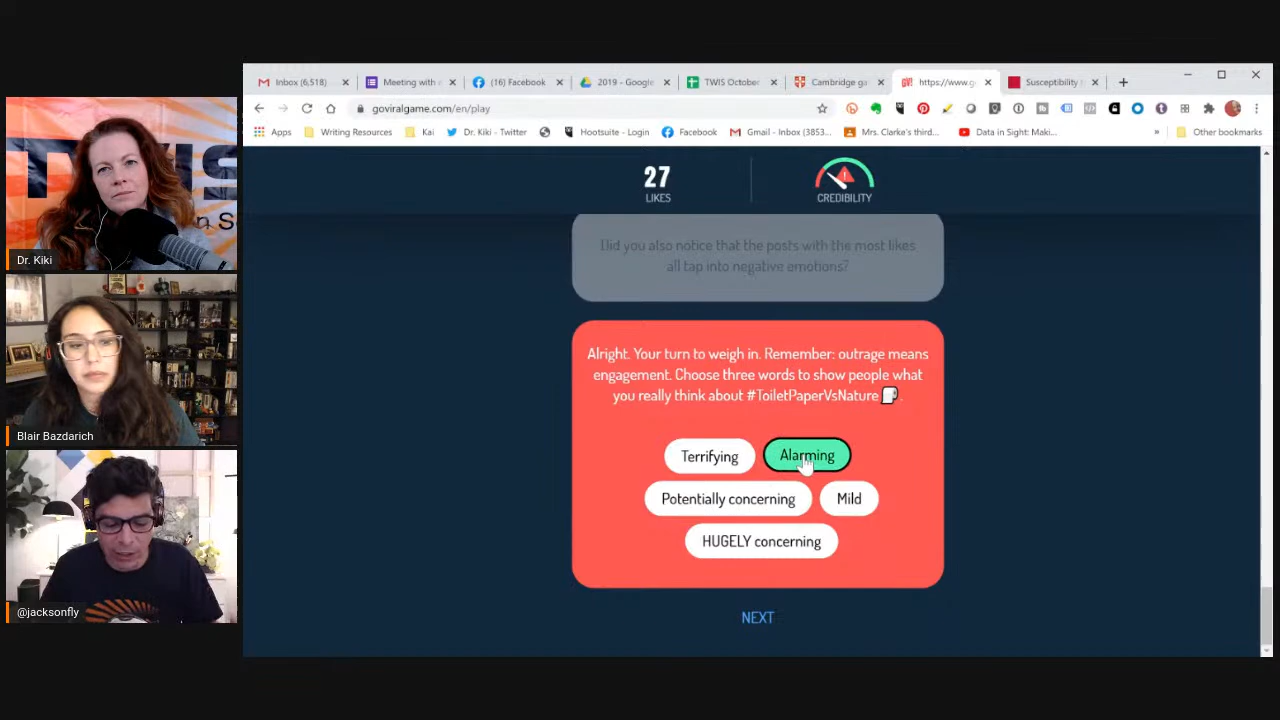 Inbox (6,518)
Meeting with
(16) Facebook
2019 - Google
TWIS October
Cambridge ga
https://www.g
Susceptibility
goviralgame.com/en/play
Apps
Writing Resources
Kai
Dr. Kiki - Twitter
Hootsuite - Login
Facebook
Gmail - Inbox (3853...
Mrs. Clarke's third...
Data in Sight: Maki...
Other bookmarks
27
LIKES
CREDIBILITY
Did you also notice that the posts with the most likes
all tap into negative emotions?
Alright. Your turn to weigh in. Remember: outrage means
engagement. Choose three words to show people what
you really think about #ToiletPaperVsNature
Terrifying
Alarming
Potentially concerning
Mild
HUGELY concerning
NEXT
Dr. Kiki
Blair Bazdarich
@jacksonfly